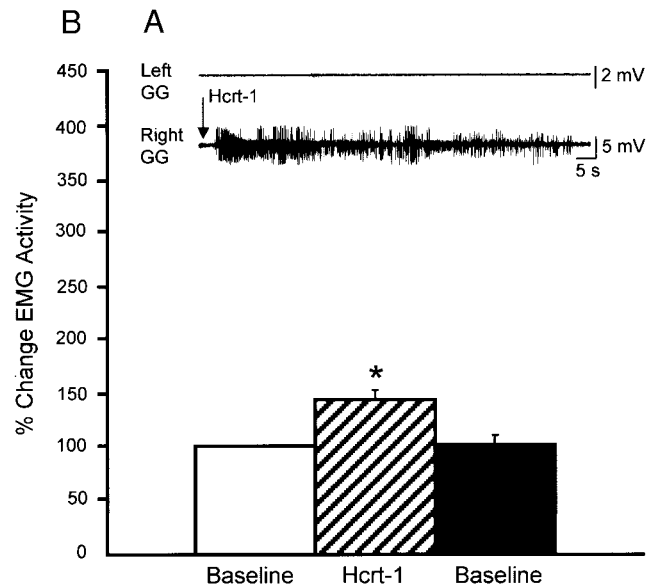 B A
Left
GG
2 mV
Hcrt-1
Right
GG
5 mV
5 s
% Change EMG Activity
450
400
350
300
250
200
150
100
50
0
*
Baseline Hcrt-1 Baseline